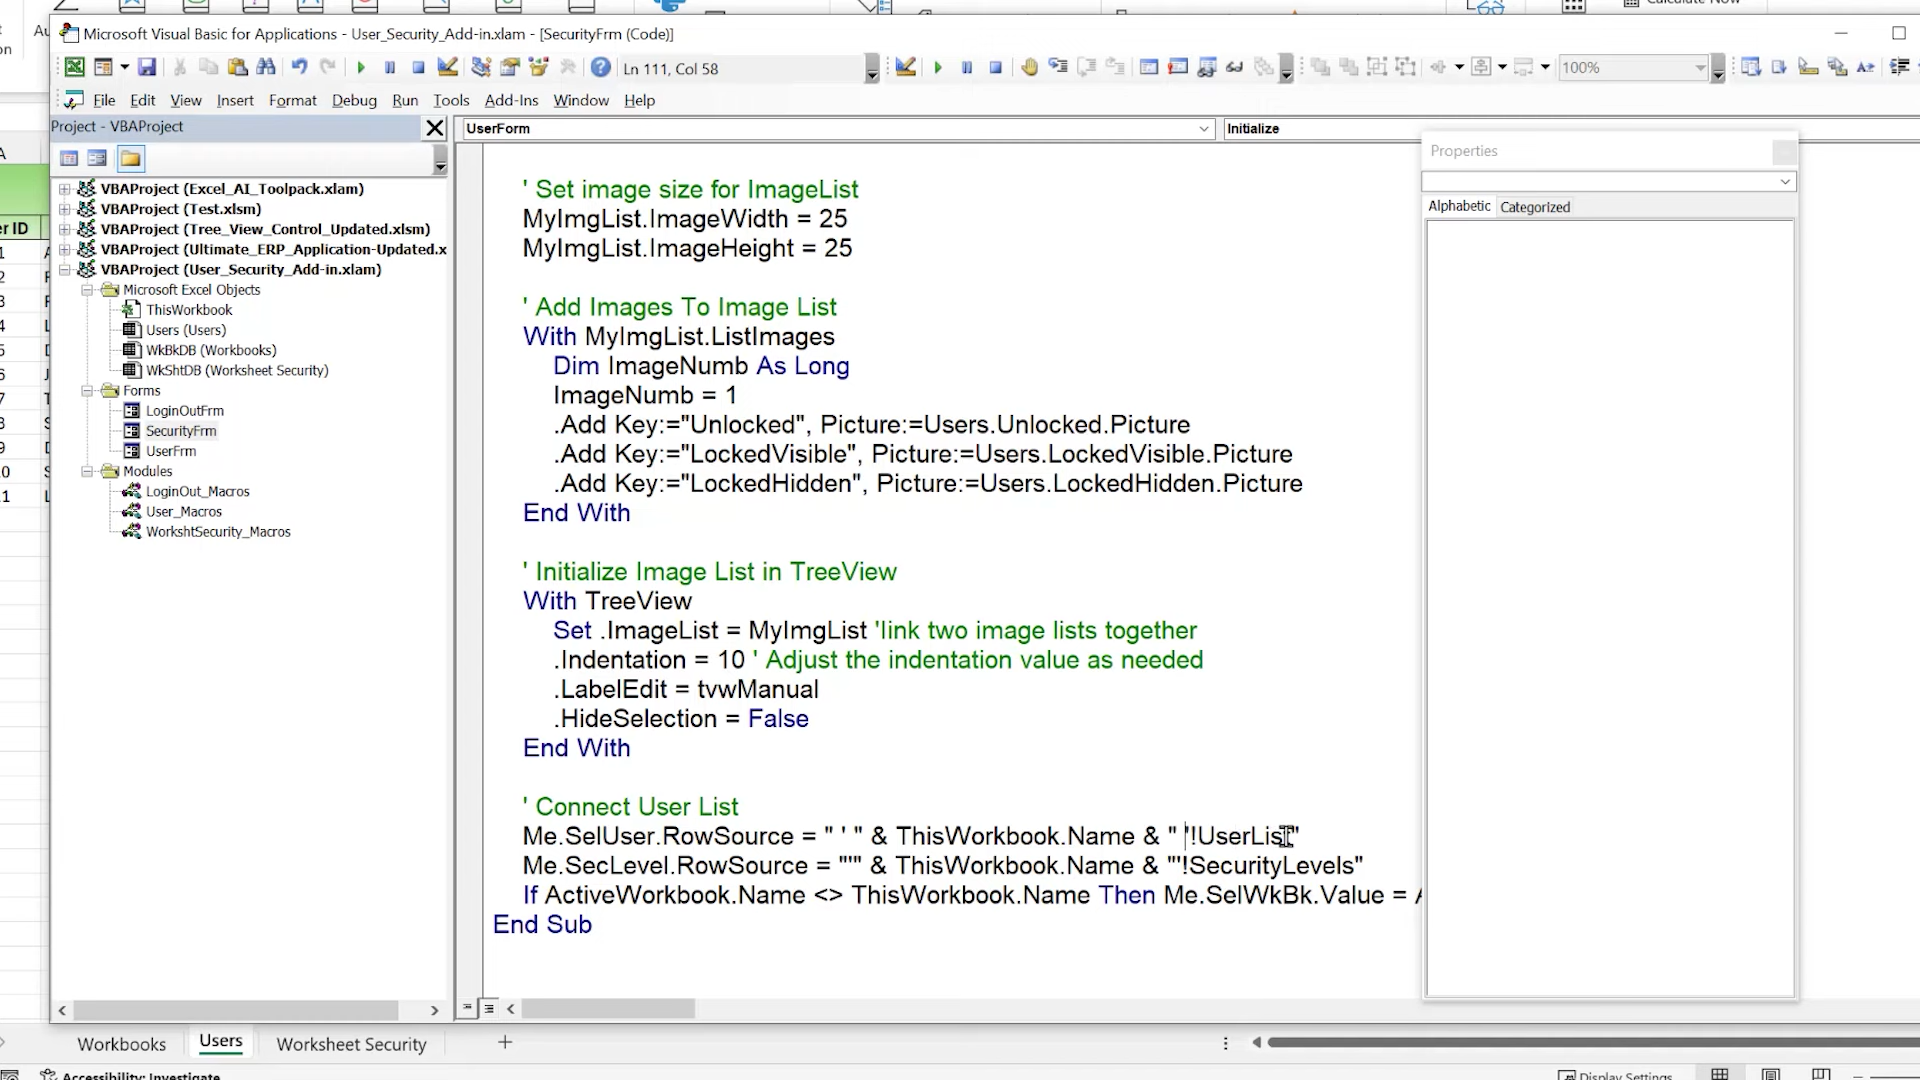 Calculate Now
Microsoft Visual Basic for Applications - User_Security_Add-in.xlam - [SecurityFrm (Code)]
Ln 111, Col 58
100%
File Edit View Insert Format Debug Run Tools Add-Ins Window Help
Project - VBAProject
UserForm
Initialize
Properties
Alphabetic Categorized
VBAProject (Excel_AI_Toolpack.xlam)
VBAProject (Test.xlsm)
VBAProject (Tree_View_Control_Updated.xlsm)
VBAProject (Ultimate_ERP_Application-Updated.x
VBAProject (User_Security_Add-in.xlam)
Microsoft Excel Objects
ThisWorkbook
Users (Users)
WkBkDB (Workbooks)
WkShtDB (Worksheet Security)
Forms
LoginOutFrm
SecurityFrm
UserFrm
Modules
LoginOut_Macros
User_Macros
WorkshtSecurity_Macros
' Set image size for ImageList
MyImgList.ImageWidth = 25
MyImgList.ImageHeight = 25
' Add Images To Image List
With MyImgList.ListImages
Dim ImageNumb As Long
ImageNumb = 1
.Add Key:="Unlocked", Picture:=Users.Unlocked.Picture
.Add Key:="LockedVisible", Picture:=Users.LockedVisible.Picture
.Add Key:="LockedHidden", Picture:=Users.LockedHidden.Picture
End With
' Initialize Image List in TreeView
With TreeView
Set .ImageList = MyImgList 'link two image lists together
.Indentation = 10 ' Adjust the indentation value as needed
.LabelEdit = tvwManual
.HideSelection = False
End With
' Connect User List
Me.SelUser.RowSource = " ' " & ThisWorkbook.Name & " '!UserList"
Me.SecLevel.RowSource = "'" & ThisWorkbook.Name & "'!SecurityLevels"
If ActiveWorkbook.Name <> ThisWorkbook.Name Then Me.SelWkBk.Value = A
End Sub
Workbooks Users Worksheet Security
Accessibility: Investigate
Display Settings